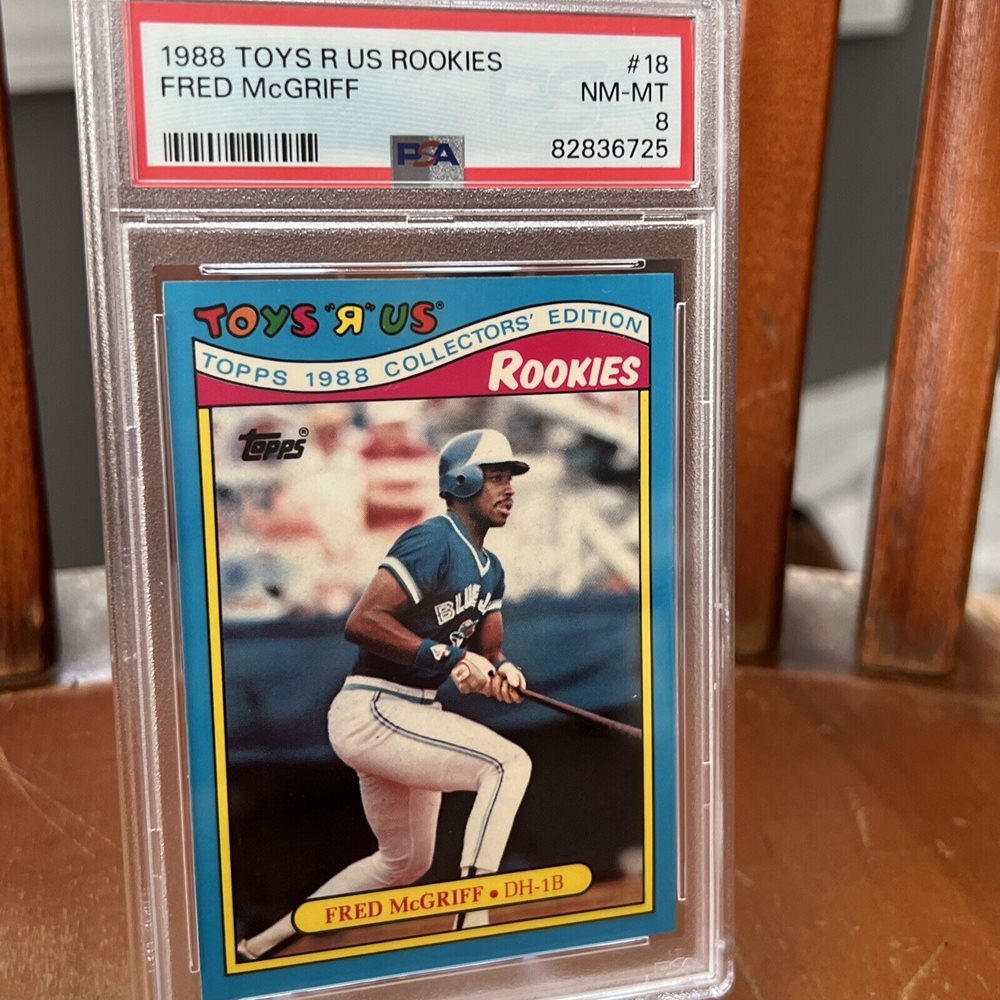 1988 TOYS R US ROOKIES #18
FRED McGRIFF NM-MT
8
PSA 82836725
TOYS "R" US®
TOPPS 1988 COLLECTORS' EDITION
ROOKIES
topps®
BLUE J
FRED McGRIFF • DH-1B